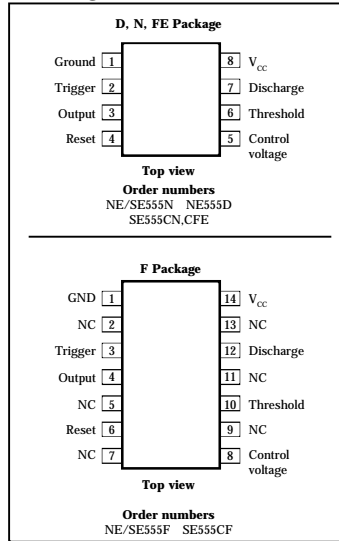 D, N, FE Package
Ground 1 8 V_CC
Trigger 2 7 Discharge
Output 3 6 Threshold
Reset 4 5 Control voltage
Top view
Order numbers
NE/SE555N NE555D
SE555CN,CFE
F Package
GND 1 14 V_CC
NC 2 13 NC
Trigger 3 12 Discharge
Output 4 11 NC
NC 5 10 Threshold
Reset 6 9 NC
NC 7 8 Control voltage
Top view
Order numbers
NE/SE555F SE555CF